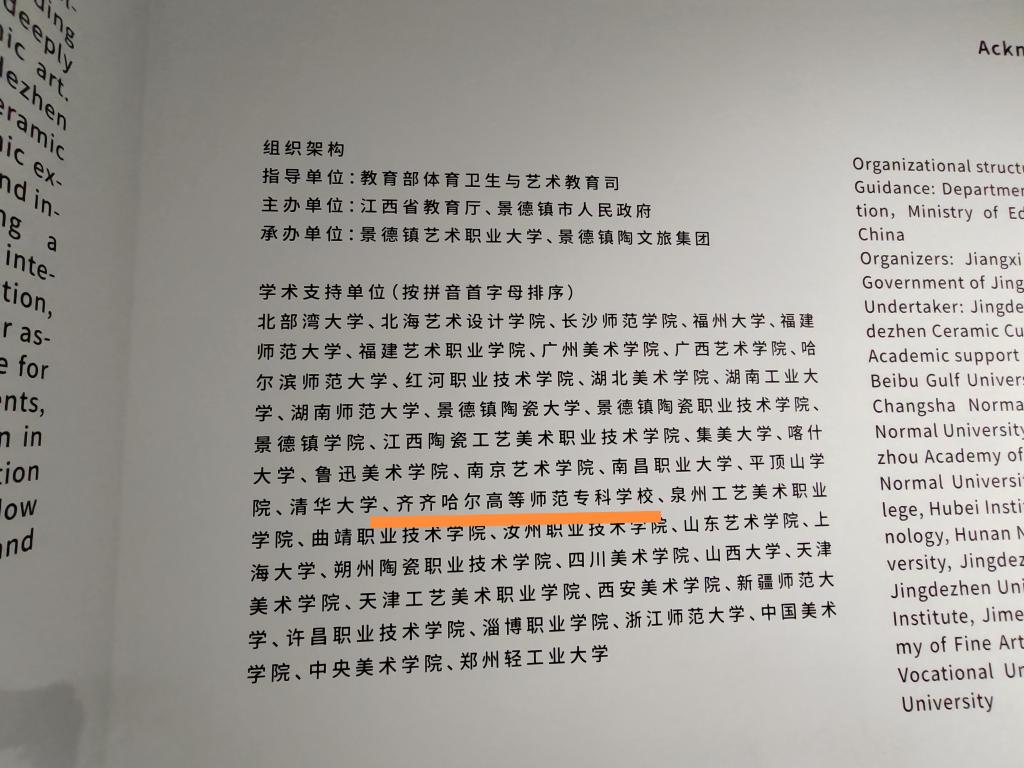 ding
deeply
ic art.
dezhen
eramic
ic ex-
nd in-
ng a
inte-
tion,
r as-
e for
ents,
n in
tion
low
and
组织架构
指导单位：教育部体育卫生与艺术教育司
主办单位：江西省教育厅、景德镇市人民政府
承办单位：景德镇艺术职业大学、景德镇陶文旅集团
学术支持单位（按拼音首字母排序）
北部湾大学、北海艺术设计学院、长沙师范学院、福州大学、福建
师范大学、福建艺术职业学院、广州美术学院、广西艺术学院、哈
尔滨师范大学、红河职业技术学院、湖北美术学院、湖南工业大
学、湖南师范大学、景德镇陶瓷大学、景德镇陶瓷职业技术学院、
景德镇学院、江西陶瓷工艺美术职业技术学院、集美大学、喀什
大学、鲁迅美术学院、南京艺术学院、南昌职业大学、平顶山学
院、清华大学、齐齐哈尔高等师范专科学校、泉州工艺美术职业
学院、曲靖职业技术学院、汝州职业技术学院、山东艺术学院、上
海大学、朔州陶瓷职业技术学院、四川美术学院、山西大学、天津
美术学院、天津工艺美术职业学院、西安美术学院、新疆师范大
学、许昌职业技术学院、淄博职业学院、浙江师范大学、中国美术
学院、中央美术学院、郑州轻工业大学
Ackn
Organizational structu
Guidance: Departmen
tion, Ministry of Ed
China
Organizers: Jiangxi
Government of Jing
Undertaker: Jingde
dezhen Ceramic Cu
Academic support
Beibu Gulf Univers
Changsha Norma
Normal University
zhou Academy of
Normal Universi
lege, Hubei Insti
nology, Hunan N
versity, Jingdez
Jingdezhen Uni
Institute, Jime
my of Fine Art
Vocational Un
University